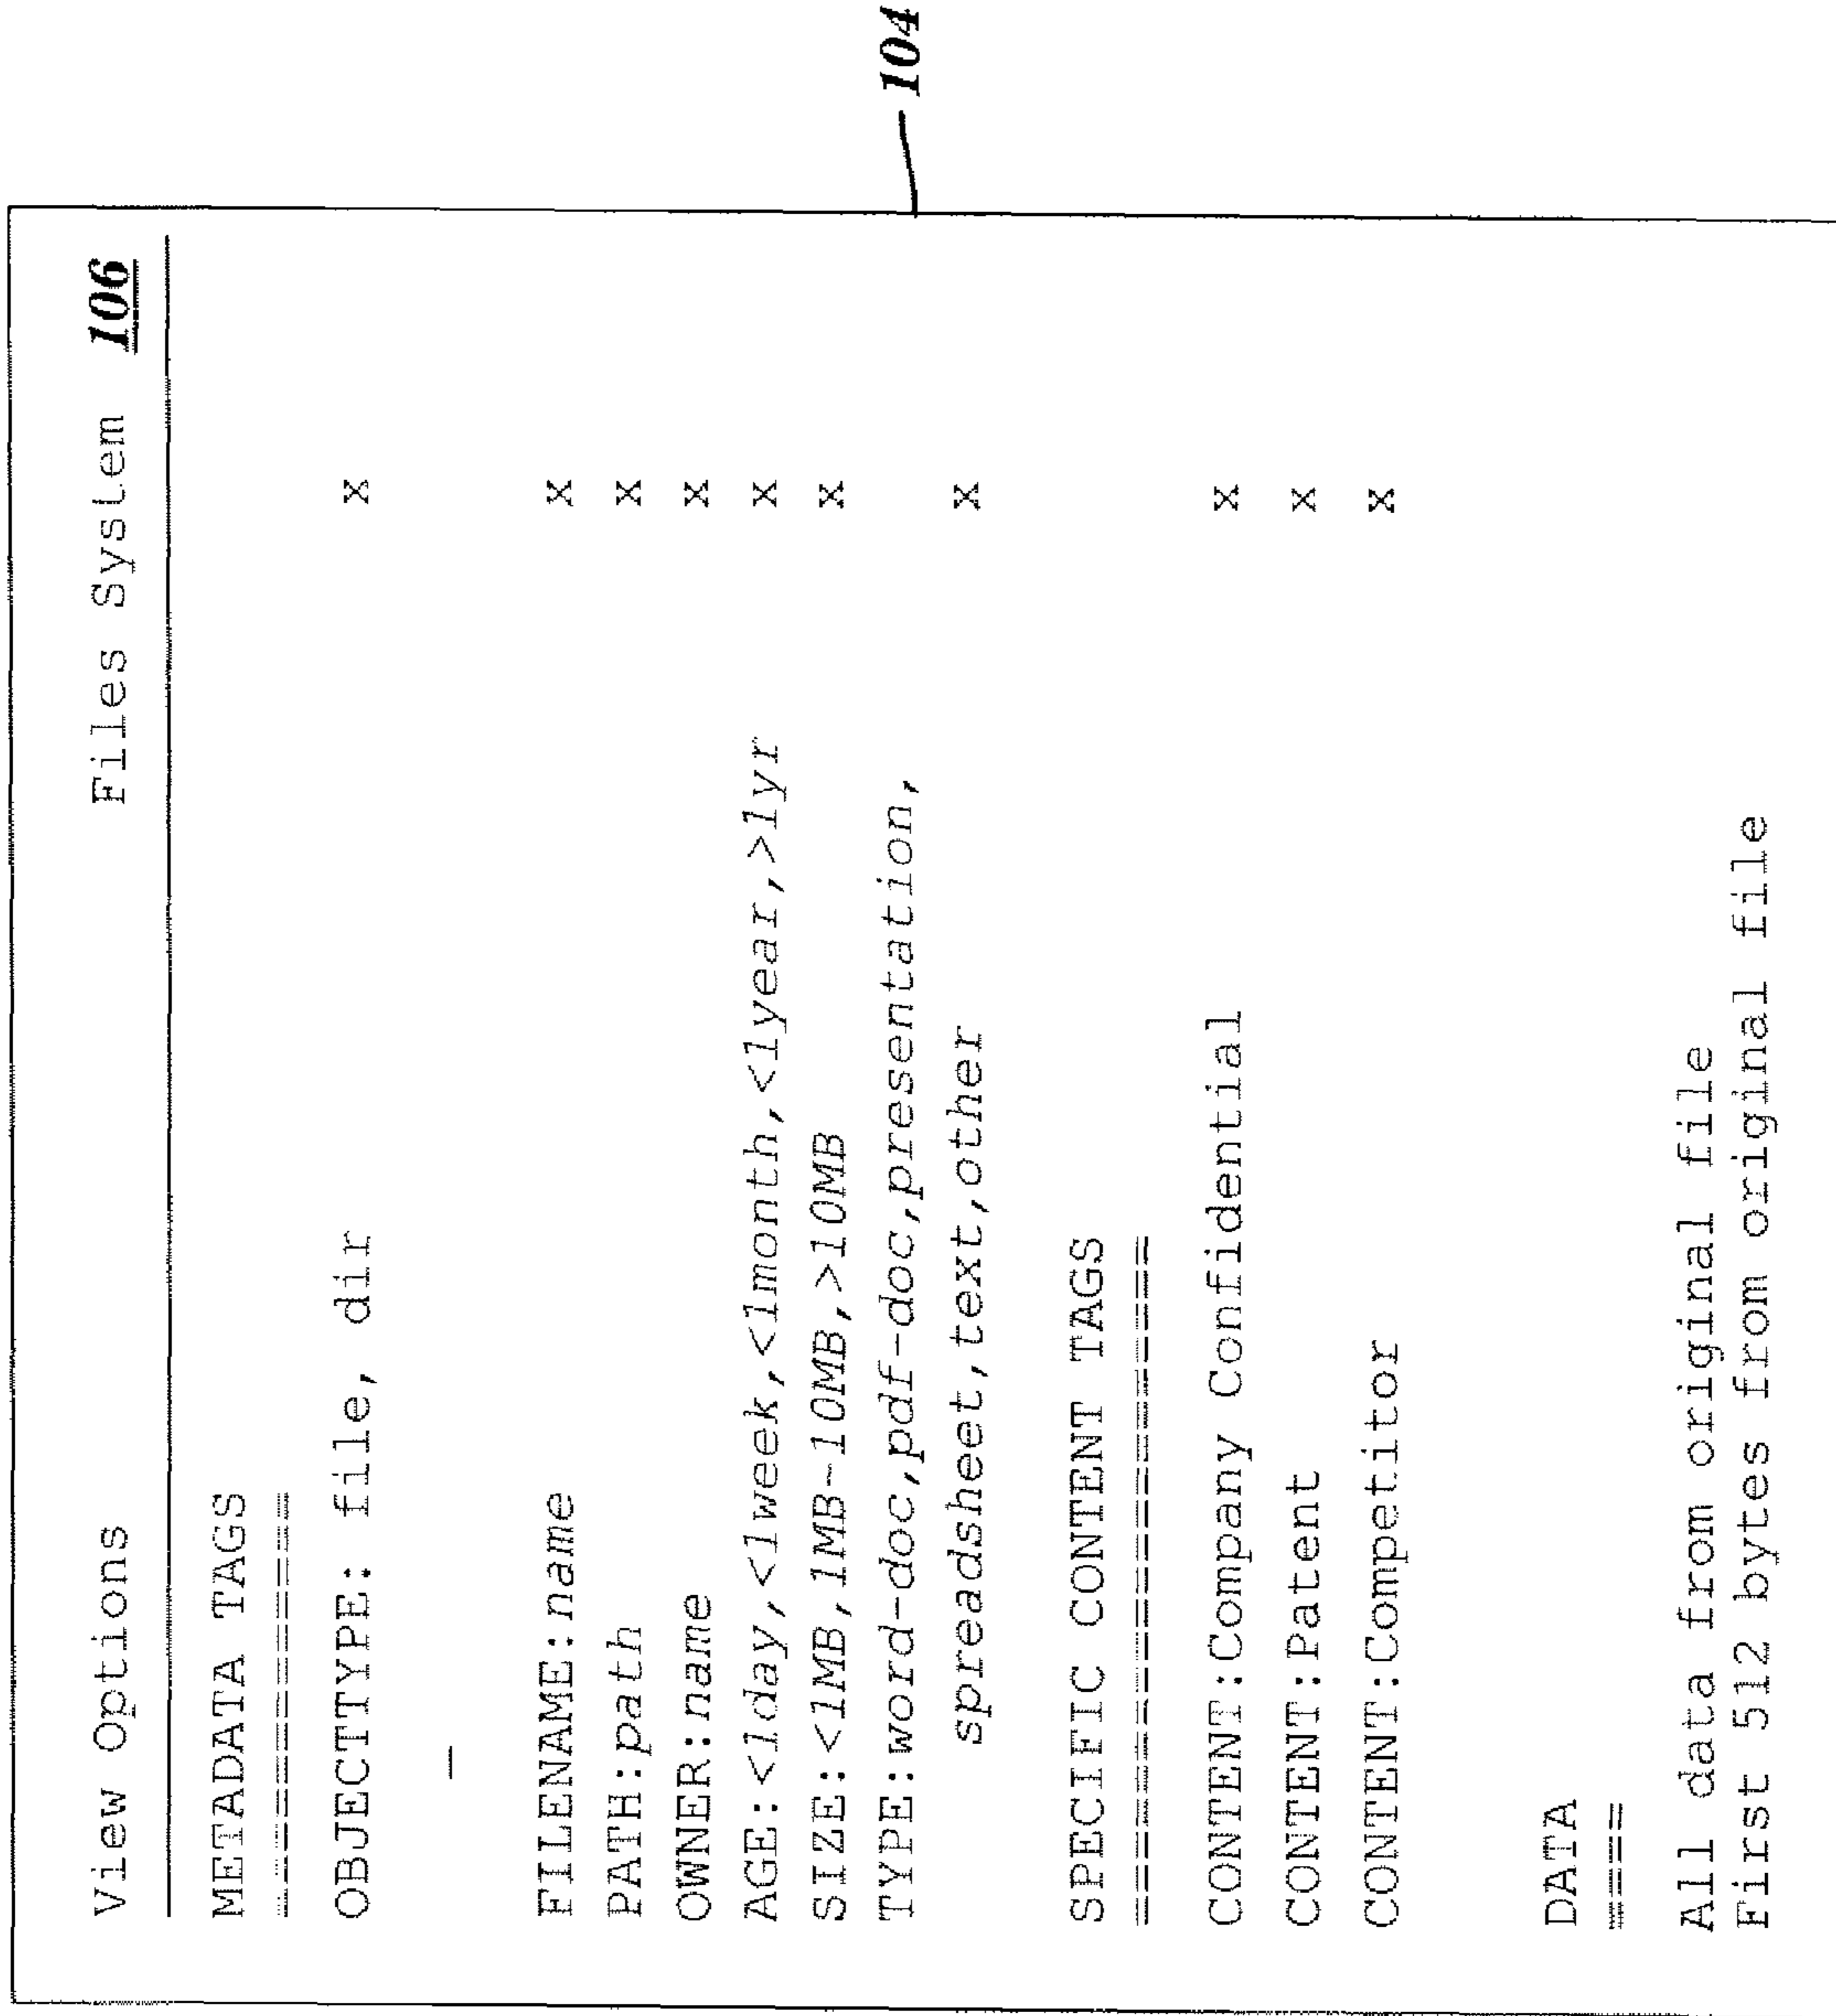 View Options Files System 106
METADATA TAGS
=============
OBJECTTYPE: file, dir x
–
FILENAME:name x
PATH:path x
OWNER:name x
AGE:<1day,<1week,<1month,<1year,>1yr x
SIZE:<1MB,1MB-10MB,>10MB x
TYPE:word-doc,pdf-doc,presentation,
spreadsheet,text,other x
SPECIFIC CONTENT TAGS
=====================
CONTENT:Company Confidential x
CONTENT:Patent x
CONTENT:Competitor x
DATA
====
All data from original file
First 512 bytes from original file
104